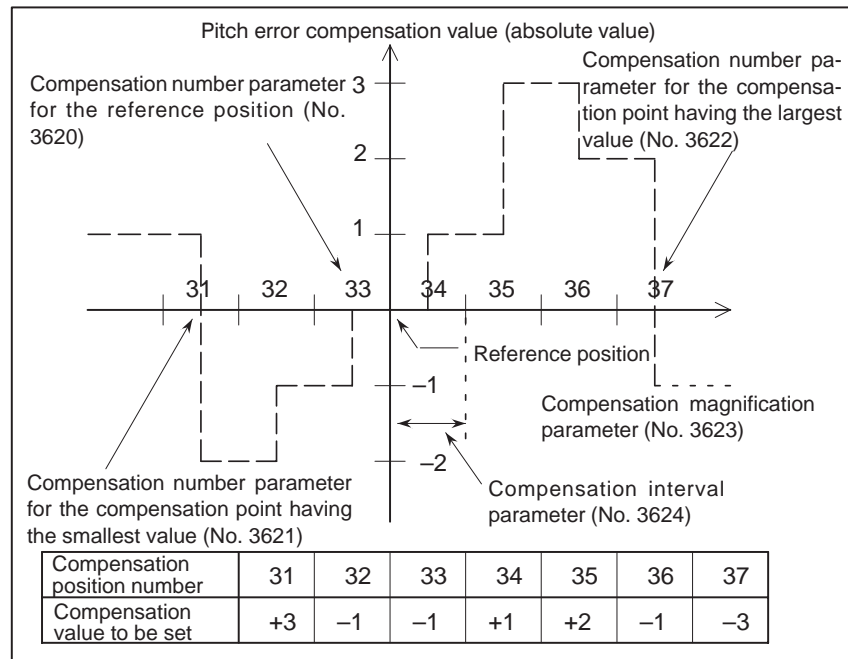 Pitch error compensation value (absolute value)
Compensation number parameter
for the reference position (No.
3620)
Compensation number pa-
rameter for the compensa-
tion point having the largest
value (No. 3622)
3
2
1
31 32 33 34 35 36 37
Reference position
–1
–2
Compensation magnification
parameter (No. 3623)
Compensation interval
parameter (No. 3624)
Compensation number parameter
for the compensation point having
the smallest value (No. 3621)
Compensation
position number 31 32 33 34 35 36 37
Compensation
value to be set +3 –1 –1 +1 +2 –1 –3